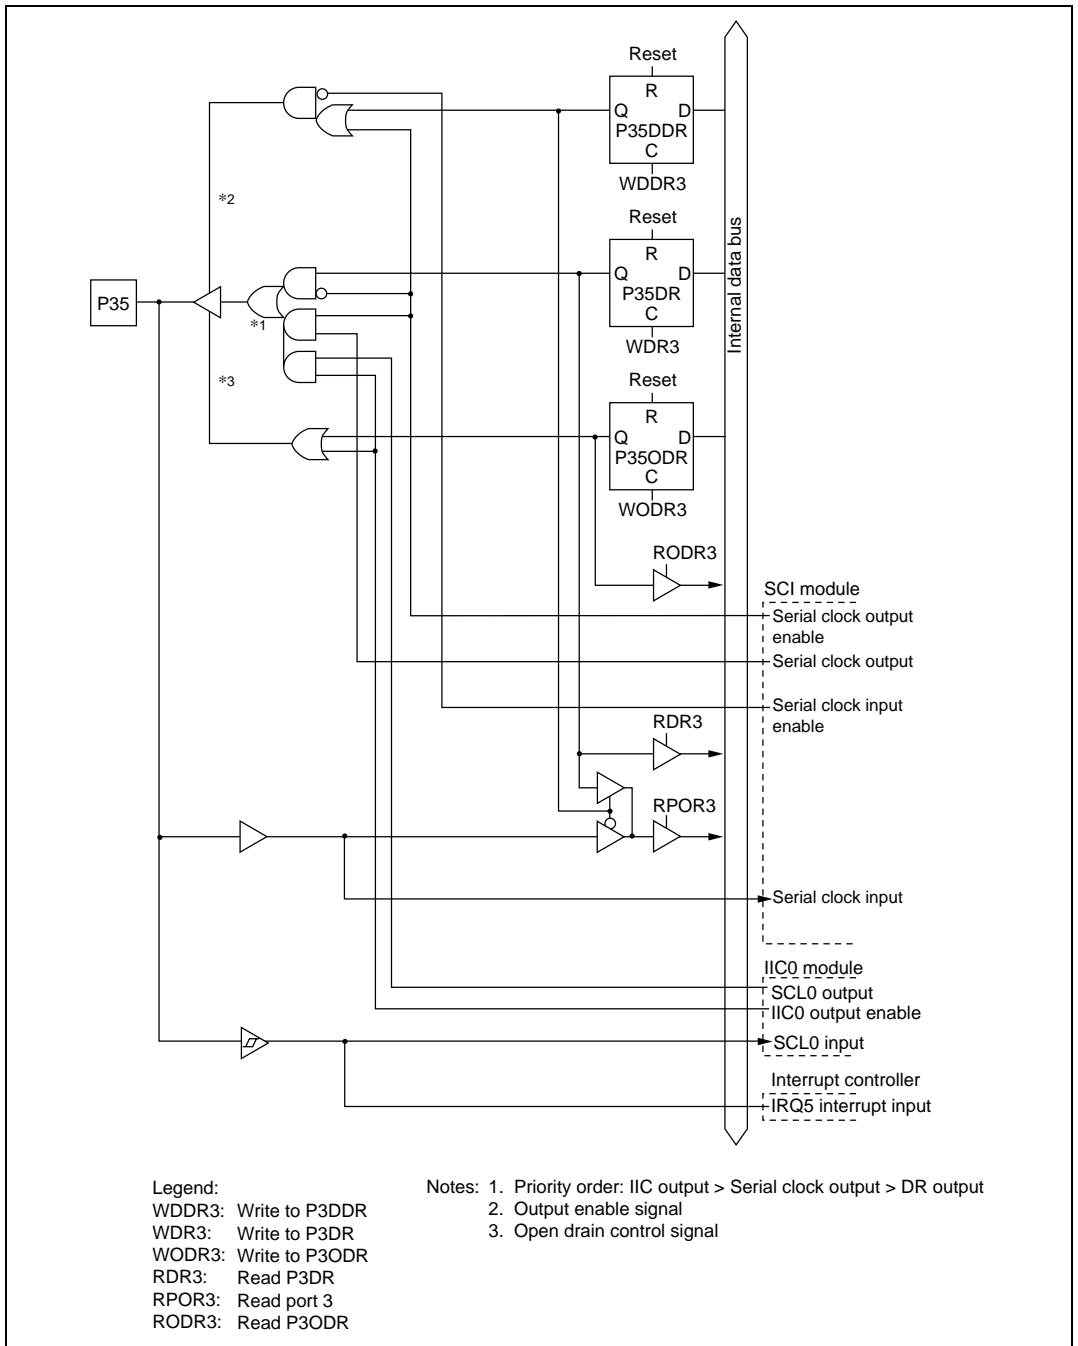 Reset
R
Q D
P35DDR
C
WDDR3
*2
Reset
R
Q D
P35DR
C
WDR3
P35
*1
*3
Internal data bus
Reset
R
Q D
P35ODR
C
WODR3
RODR3
SCI module
Serial clock output
enable
Serial clock output
Serial clock input
enable
RDR3
RPOR3
Serial clock input
IIC0 module
SCL0 output
IIC0 output enable
SCL0 input
Interrupt controller
IRQ5 interrupt input
Legend:
WDDR3: Write to P3DDR
WDR3: Write to P3DR
WODR3: Write to P3ODR
RDR3: Read P3DR
RPOR3: Read port 3
RODR3: Read P3ODR
Notes: 1. Priority order: IIC output > Serial clock output > DR output
2. Output enable signal
3. Open drain control signal